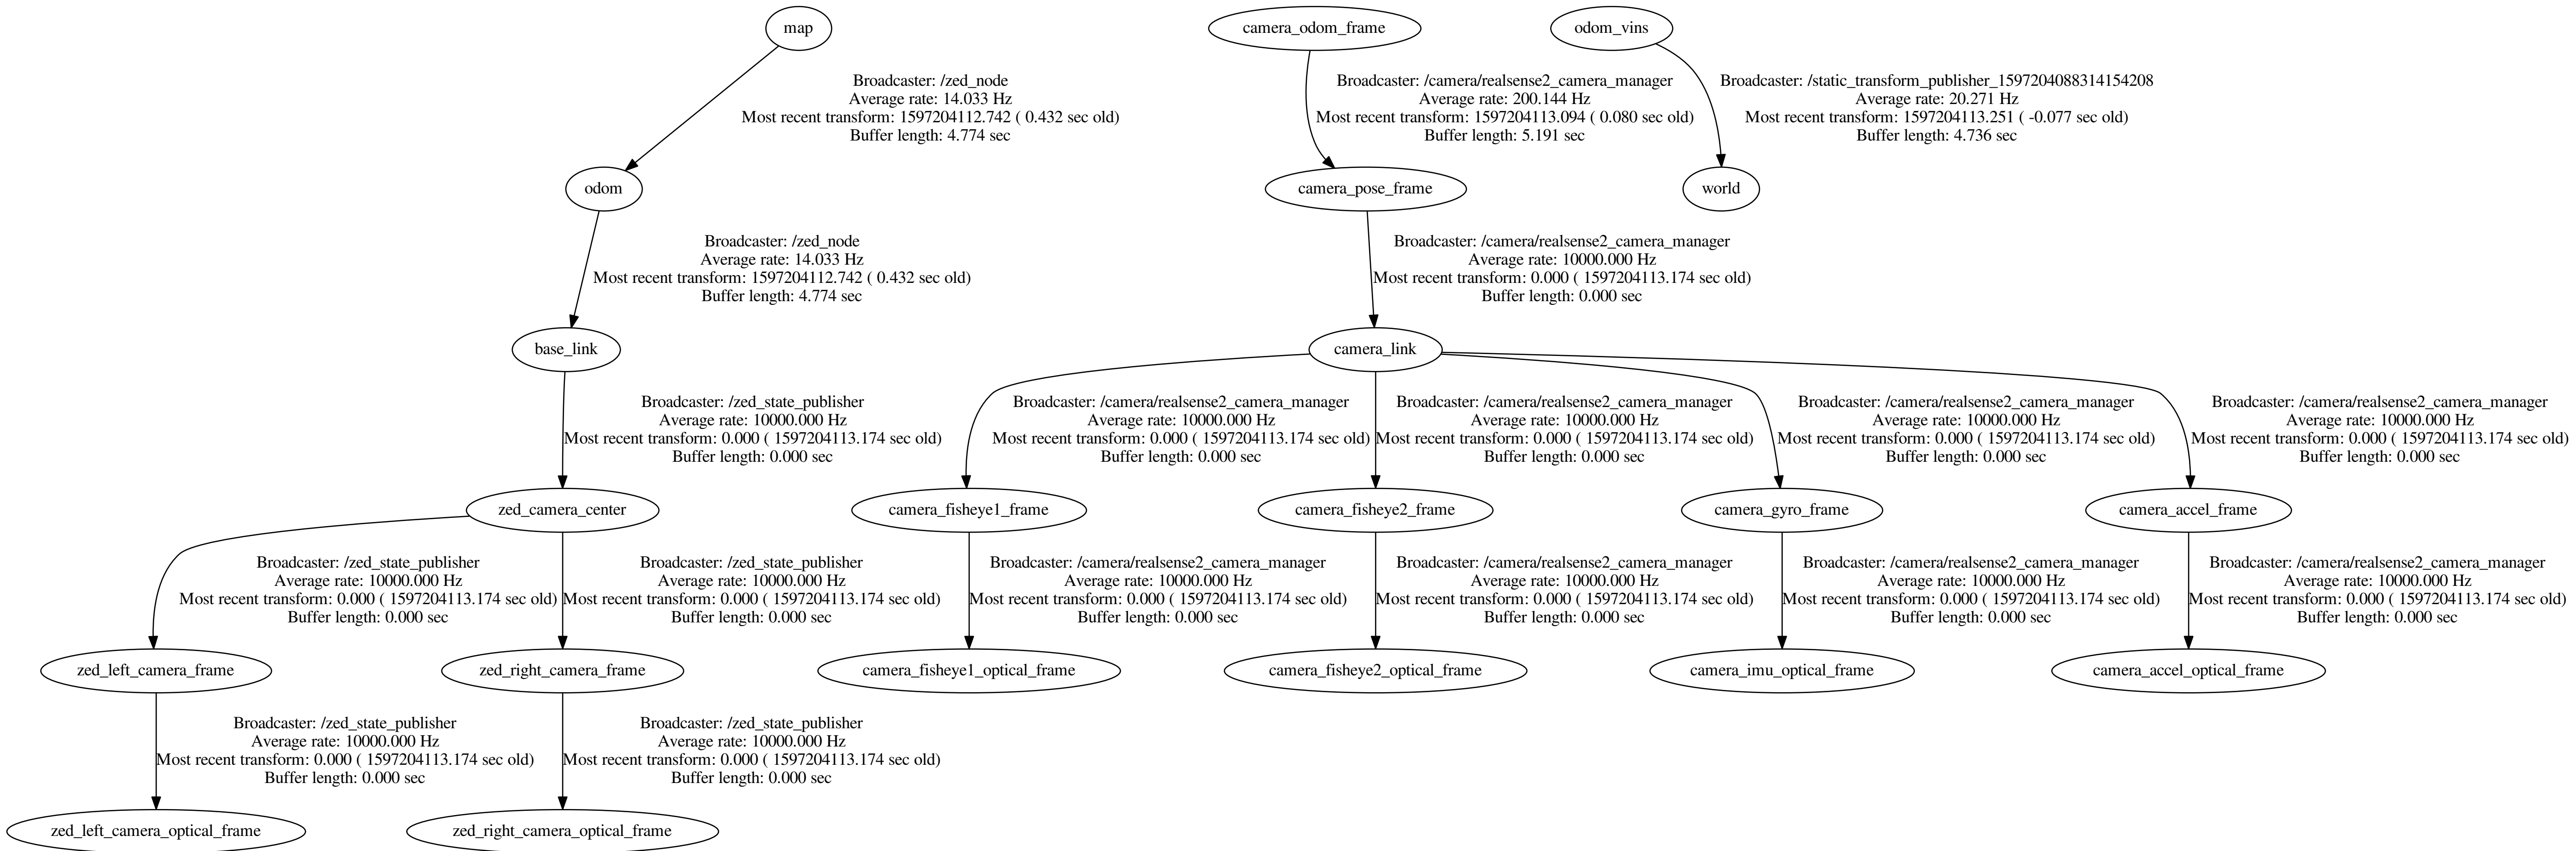 map
camera_odom_frame
odom_vins
Broadcaster: /zed_node
Average rate: 14.033 Hz
Most recent transform: 1597204112.742 ( 0.432 sec old)
Buffer length: 4.774 sec
Broadcaster: /camera/realsense2_camera_manager
Average rate: 200.144 Hz
Most recent transform: 1597204113.094 ( 0.080 sec old)
Buffer length: 5.191 sec
Broadcaster: /static_transform_publisher_1597204088314154208
Average rate: 20.271 Hz
Most recent transform: 1597204113.251 ( -0.077 sec old)
Buffer length: 4.736 sec
odom
camera_pose_frame
world
Broadcaster: /zed_node
Average rate: 14.033 Hz
Most recent transform: 1597204112.742 ( 0.432 sec old)
Buffer length: 4.774 sec
Broadcaster: /camera/realsense2_camera_manager
Average rate: 10000.000 Hz
Most recent transform: 0.000 ( 1597204113.174 sec old)
Buffer length: 0.000 sec
base_link
camera_link
Broadcaster: /zed_state_publisher
Average rate: 10000.000 Hz
Most recent transform: 0.000 ( 1597204113.174 sec old)
Buffer length: 0.000 sec
Broadcaster: /camera/realsense2_camera_manager
Average rate: 10000.000 Hz
Most recent transform: 0.000 ( 1597204113.174 sec old)
Buffer length: 0.000 sec
Broadcaster: /camera/realsense2_camera_manager
Average rate: 10000.000 Hz
Most recent transform: 0.000 ( 1597204113.174 sec old)
Buffer length: 0.000 sec
Broadcaster: /camera/realsense2_camera_manager
Average rate: 10000.000 Hz
Most recent transform: 0.000 ( 1597204113.174 sec old)
Buffer length: 0.000 sec
Broadcaster: /camera/realsense2_camera_manager
Average rate: 10000.000 Hz
Most recent transform: 0.000 ( 1597204113.174 sec old)
Buffer length: 0.000 sec
zed_camera_center
camera_fisheye1_frame
camera_fisheye2_frame
camera_gyro_frame
camera_accel_frame
Broadcaster: /zed_state_publisher
Average rate: 10000.000 Hz
Most recent transform: 0.000 ( 1597204113.174 sec old)
Buffer length: 0.000 sec
Broadcaster: /zed_state_publisher
Average rate: 10000.000 Hz
Most recent transform: 0.000 ( 1597204113.174 sec old)
Buffer length: 0.000 sec
Broadcaster: /camera/realsense2_camera_manager
Average rate: 10000.000 Hz
Most recent transform: 0.000 ( 1597204113.174 sec old)
Buffer length: 0.000 sec
Broadcaster: /camera/realsense2_camera_manager
Average rate: 10000.000 Hz
Most recent transform: 0.000 ( 1597204113.174 sec old)
Buffer length: 0.000 sec
Broadcaster: /camera/realsense2_camera_manager
Average rate: 10000.000 Hz
Most recent transform: 0.000 ( 1597204113.174 sec old)
Buffer length: 0.000 sec
Broadcaster: /camera/realsense2_camera_manager
Average rate: 10000.000 Hz
Most recent transform: 0.000 ( 1597204113.174 sec old)
Buffer length: 0.000 sec
zed_left_camera_frame
zed_right_camera_frame
camera_fisheye1_optical_frame
camera_fisheye2_optical_frame
camera_imu_optical_frame
camera_accel_optical_frame
Broadcaster: /zed_state_publisher
Average rate: 10000.000 Hz
Most recent transform: 0.000 ( 1597204113.174 sec old)
Buffer length: 0.000 sec
Broadcaster: /zed_state_publisher
Average rate: 10000.000 Hz
Most recent transform: 0.000 ( 1597204113.174 sec old)
Buffer length: 0.000 sec
zed_left_camera_optical_frame
zed_right_camera_optical_frame